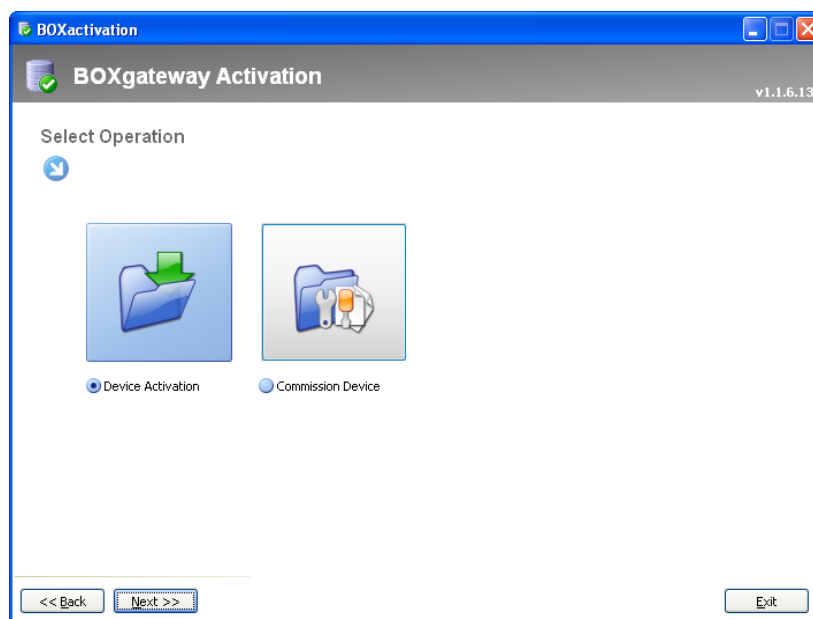 BOXactivation
BOXgateway Activation
v1.1.6.13
Select Operation
Device Activation
Commission Device
<< Back
Next >>
Exit